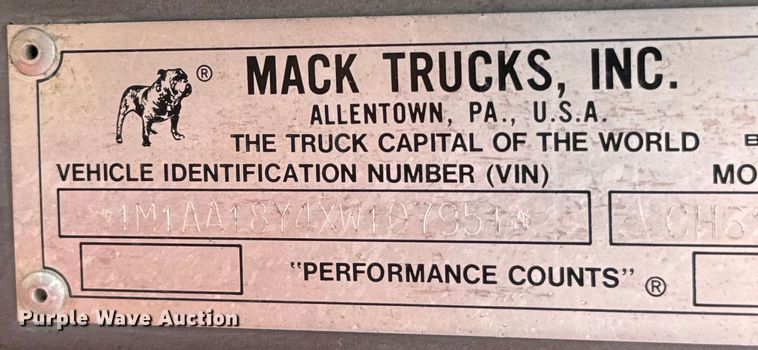 MACK TRUCKS, INC.
®
ALLENTOWN, PA., U.S.A.
THE TRUCK CAPITAL OF THE WORLD
VEHICLE IDENTIFICATION NUMBER (VIN) MO
*1M1AA18Y4XW107951* CH6
"PERFORMANCE COUNTS" ®
Purple Wave Auction